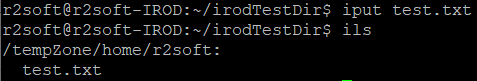 r2soft@r2soft-IROD:~/irodTestDir$ iput test.txt
r2soft@r2soft-IROD:~/irodTestDir$ ils
/tempZone/home/r2soft:
  test.txt